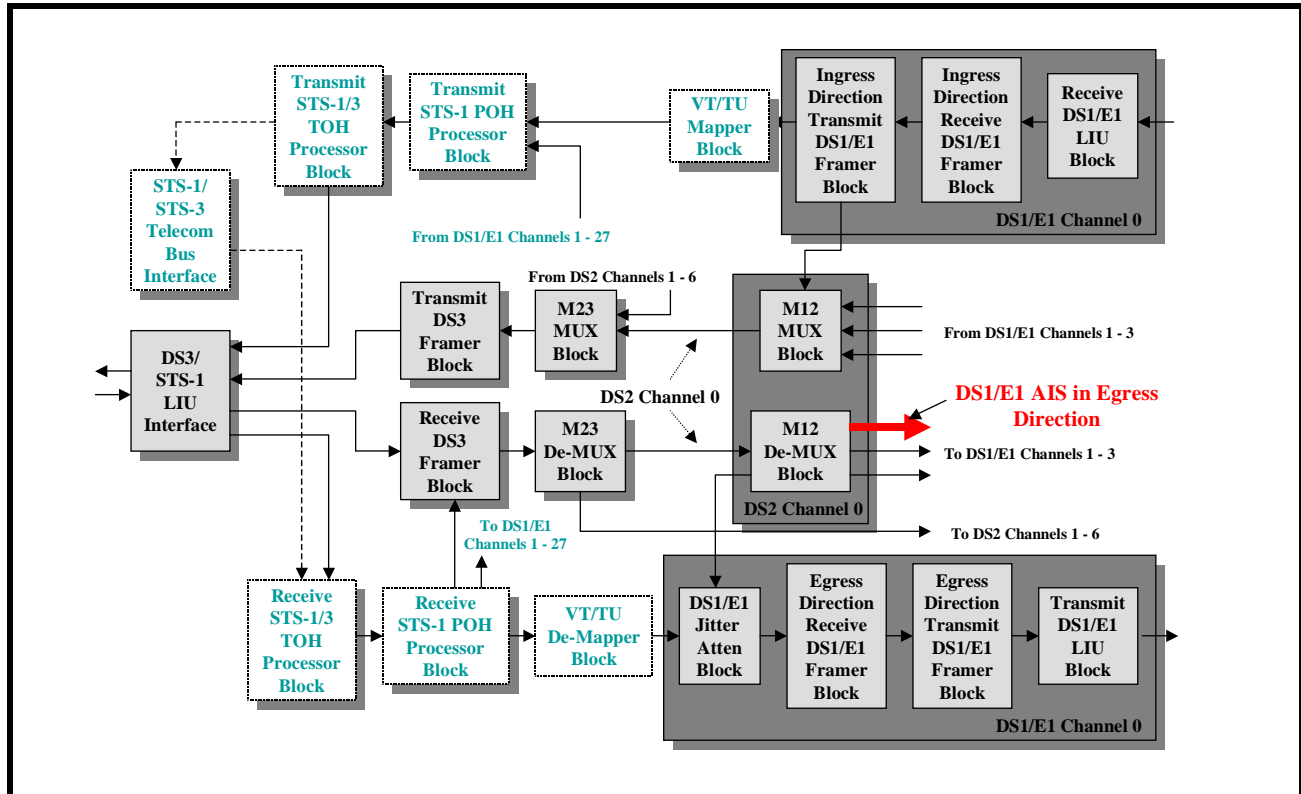 Transmit
STS-1/3
TOH
Processor
Block
Transmit
STS-1 POH
Processor
Block
VT/TU
Mapper
Block
Ingress
Direction
Transmit
DS1/E1
Framer
Block
Ingress
Direction
Receive
DS1/E1
Framer
Block
Receive
DS1/E1
LIU
Block
DS1/E1 Channel 0
STS-1/
STS-3
Telecom
Bus
Interface
From DS1/E1 Channels 1 - 27
From DS2 Channels 1 - 6
Transmit
DS3
Framer
Block
M23
MUX
Block
M12
MUX
Block
From DS1/E1 Channels 1 - 3
DS3/
STS-1
LIU
Interface
DS2 Channel 0
DS1/E1 AIS in Egress
Direction
Receive
DS3
Framer
Block
M23
De-MUX
Block
M12
De-MUX
Block
To DS1/E1 Channels 1 - 3
DS2 Channel 0
To DS1/E1
Channels 1 - 27
To DS2 Channels 1 - 6
Receive
STS-1/3
TOH
Processor
Block
Receive
STS-1 POH
Processor
Block
VT/TU
De-Mapper
Block
DS1/E1
Jitter
Atten
Block
Egress
Direction
Receive
DS1/E1
Framer
Block
Egress
Direction
Transmit
DS1/E1
Framer
Block
Transmit
DS1/E1
LIU
Block
DS1/E1 Channel 0